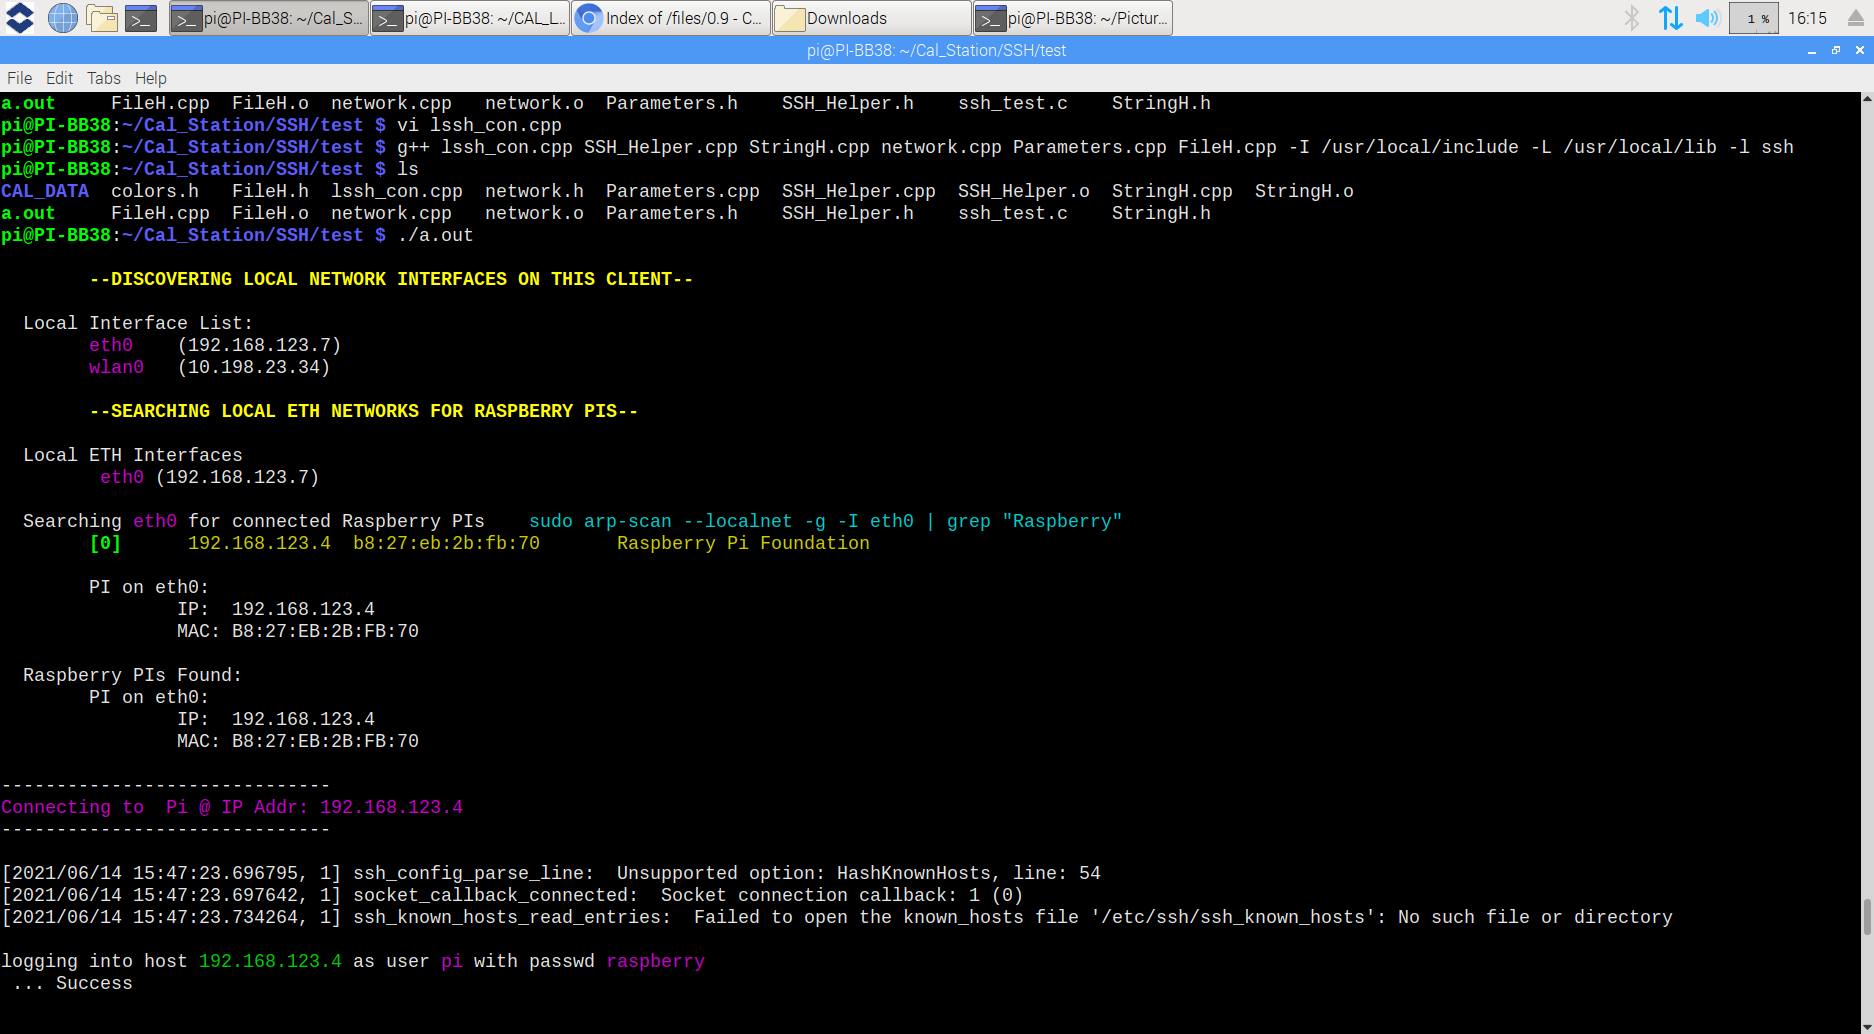 pi@PI-BB38: ~/Cal_S... pi@PI-BB38: ~/CAL_L... Index of /files/0.9 - C... Downloads pi@PI-BB38: ~/Pictur... 1 % 16:15
pi@PI-BB38: ~/Cal_Station/SSH/test
File Edit Tabs Help
a.out     FileH.cpp  FileH.o  network.cpp   network.o  Parameters.h    SSH_Helper.h    ssh_test.c    StringH.h
pi@PI-BB38:~/Cal_Station/SSH/test $ vi lssh_con.cpp
pi@PI-BB38:~/Cal_Station/SSH/test $ g++ lssh_con.cpp SSH_Helper.cpp StringH.cpp network.cpp Parameters.cpp FileH.cpp -I /usr/local/include -L /usr/local/lib -l ssh
pi@PI-BB38:~/Cal_Station/SSH/test $ ls
CAL_DATA  colors.h   FileH.h  lssh_con.cpp  network.h  Parameters.cpp  SSH_Helper.cpp  SSH_Helper.o  StringH.cpp  StringH.o
a.out     FileH.cpp  FileH.o  network.cpp   network.o  Parameters.h    SSH_Helper.h    ssh_test.c    StringH.h
pi@PI-BB38:~/Cal_Station/SSH/test $ ./a.out
--DISCOVERING LOCAL NETWORK INTERFACES ON THIS CLIENT--
Local Interface List:
eth0    (192.168.123.7)
wlan0   (10.198.23.34)
--SEARCHING LOCAL ETH NETWORKS FOR RASPBERRY PIS--
Local ETH Interfaces
eth0 (192.168.123.7)
Searching eth0 for connected Raspberry PIs    sudo arp-scan --localnet -g -I eth0 | grep "Raspberry"
[0]      192.168.123.4  b8:27:eb:2b:fb:70       Raspberry Pi Foundation
PI on eth0:
IP:  192.168.123.4
MAC: B8:27:EB:2B:FB:70
Raspberry PIs Found:
PI on eth0:
IP:  192.168.123.4
MAC: B8:27:EB:2B:FB:70
------------------------------
Connecting to  Pi @ IP Addr: 192.168.123.4
------------------------------
[2021/06/14 15:47:23.696795, 1] ssh_config_parse_line:  Unsupported option: HashKnownHosts, line: 54
[2021/06/14 15:47:23.697642, 1] socket_callback_connected:  Socket connection callback: 1 (0)
[2021/06/14 15:47:23.734264, 1] ssh_known_hosts_read_entries:  Failed to open the known_hosts file '/etc/ssh/ssh_known_hosts': No such file or directory
logging into host 192.168.123.4 as user pi with passwd raspberry
... Success